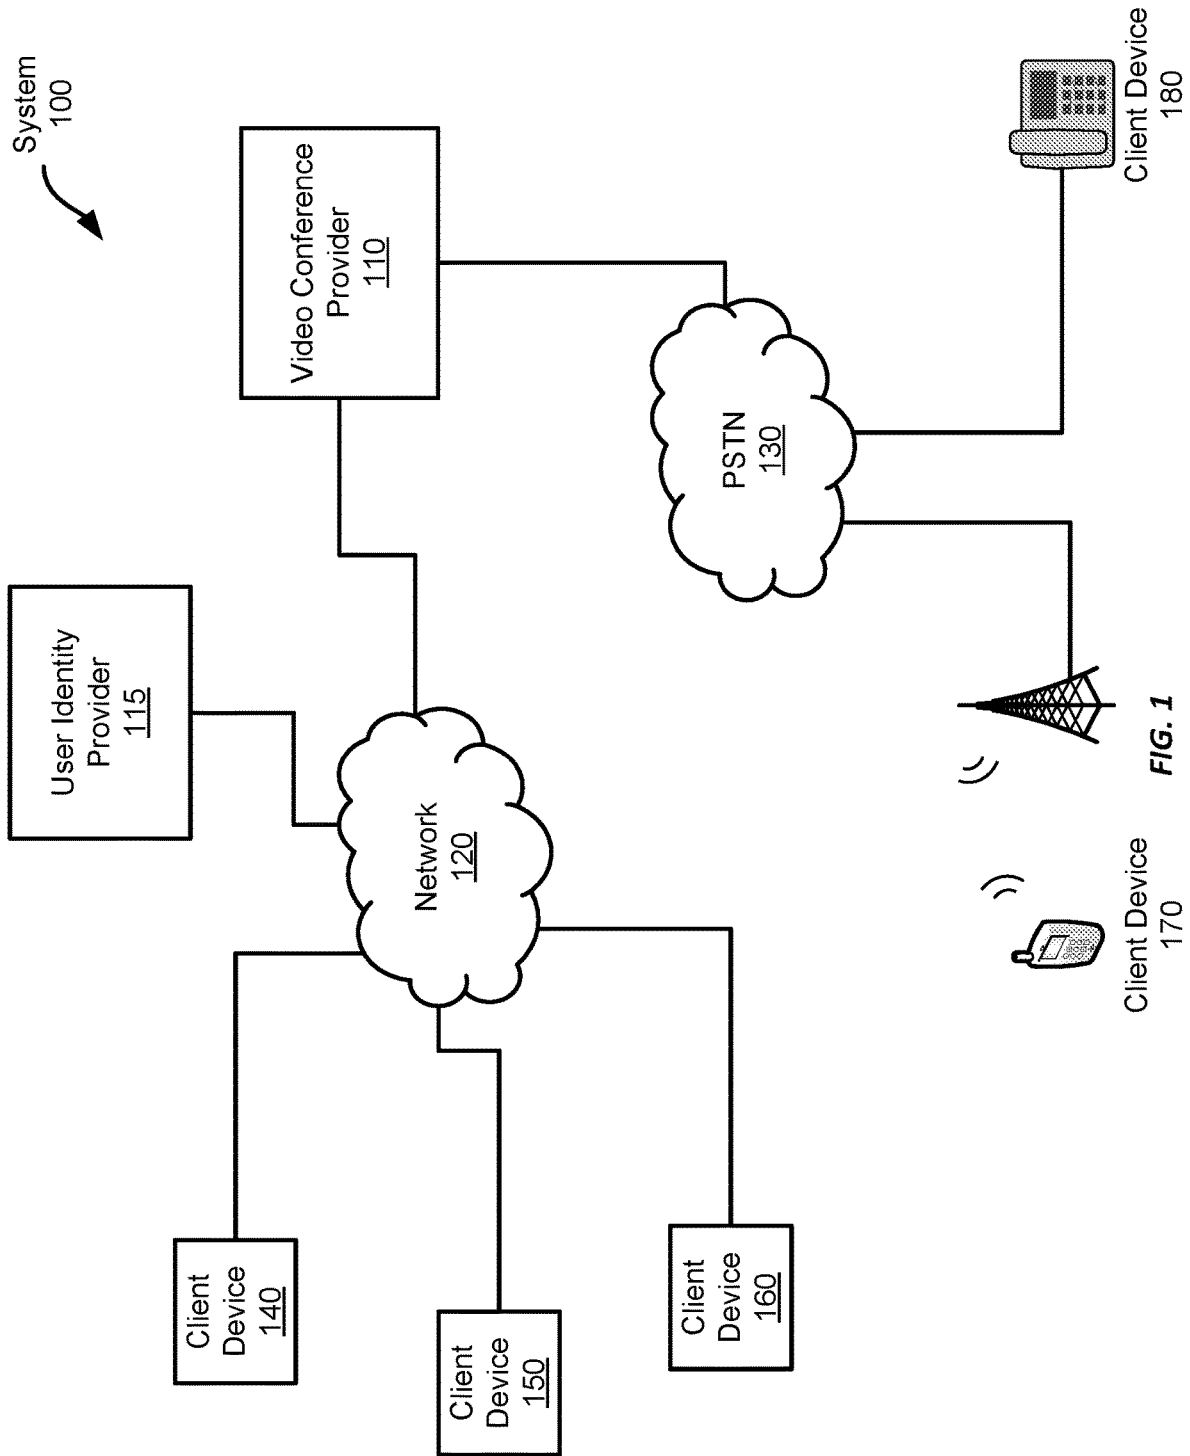 System
100
User Identity
Provider
115
Video Conference
Provider
110
Client
Device
140
Network
120
Client
Device
150
PSTN
130
Client
Device
160
Client Device
170
Client Device
180
FIG. 1